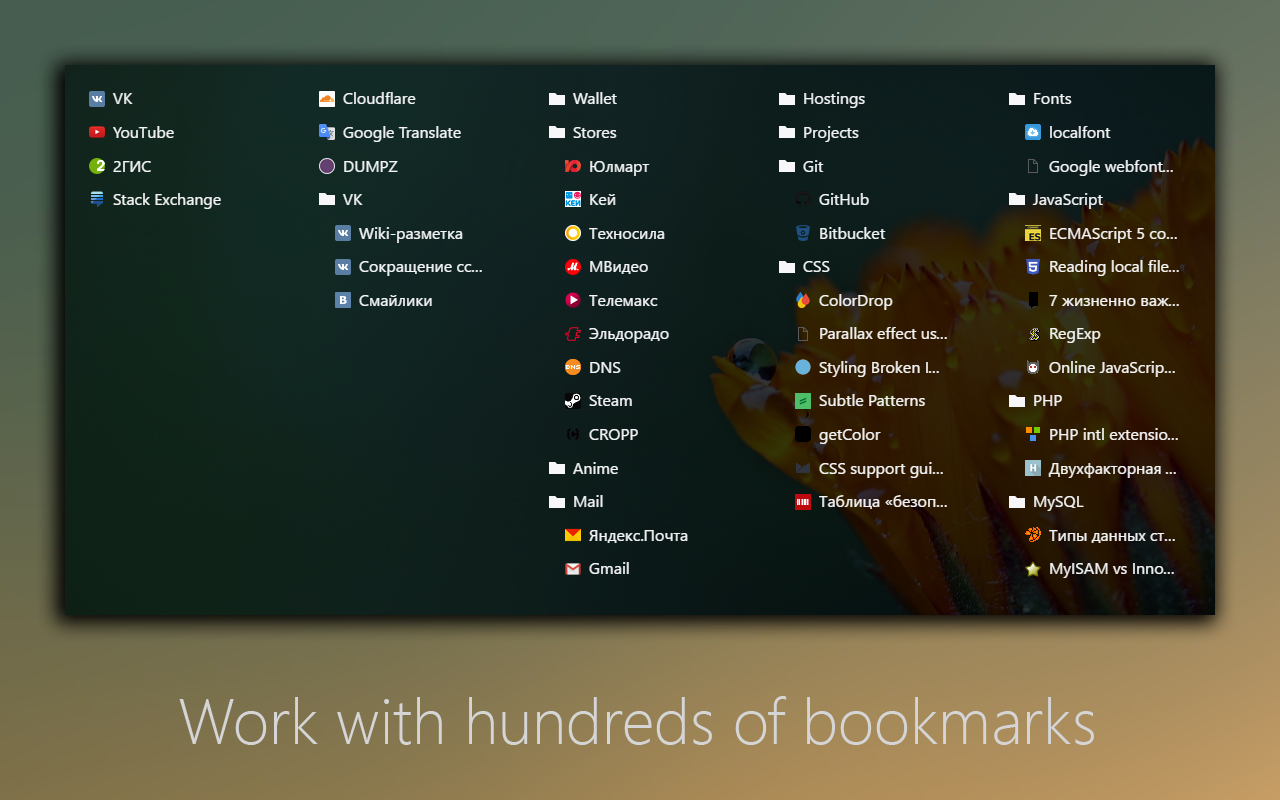 VK
YouTube
2ГИС
Stack Exchange
Cloudflare
Google Translate
DUMPZ
VK
Wiki-разметка
Сокращение сс...
Смайлики
Wallet
Stores
Юлмарт
Кей
Техносила
МВидео
Телемакс
Эльдорадо
DNS
Steam
CROPP
Anime
Mail
Яндекс.Почта
Gmail
Hostings
Projects
Git
GitHub
Bitbucket
CSS
ColorDrop
Parallax effect us...
Styling Broken I...
Subtle Patterns
getColor
CSS support gui...
Таблица «безоп...
Fonts
localfont
Google webfont...
JavaScript
ECMAScript 5 co...
Reading local file...
7 жизненно важ...
RegExp
Online JavaScrip...
PHP
PHP intl extensio...
Двухфакторная ...
MySQL
Типы данных ст...
MyISAM vs Inno...
Work with hundreds of bookmarks